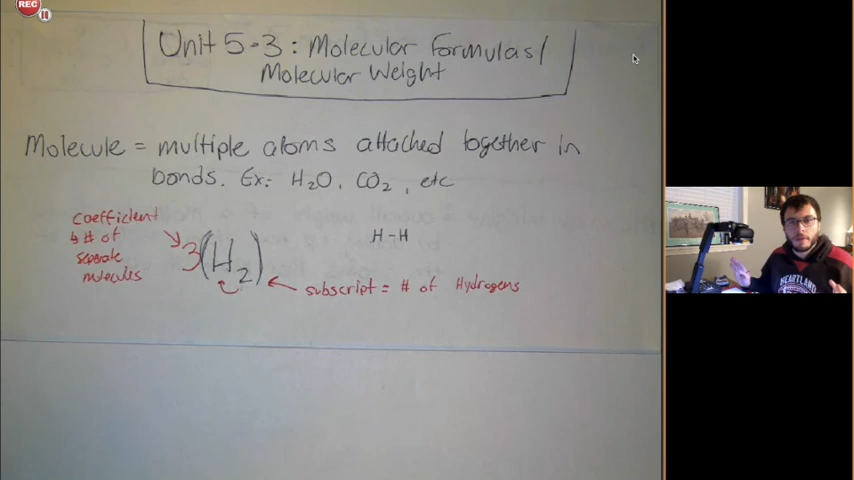 REC
Unit 5-3: Molecular Formulas/
Molecular Weight
Molecule = multiple atoms attached together in
bonds. Ex: H2O, CO2, etc
coefficient
↳ # of
separate
molecules
3(H2)
H-H
subscript = # of Hydrogens
HEARTLAND